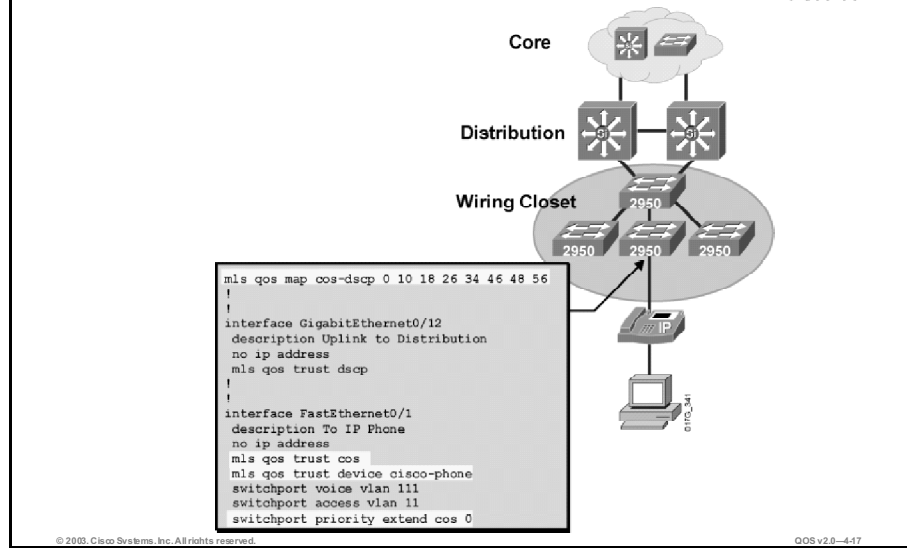 Core
Si
Distribution
Si
Si
Wiring Closet
2950
2950
2950
2950
mls qos map cos-dscp 0 10 18 26 34 46 48 56
!
!
interface GigabitEthernet0/12
description Uplink to Distribution
no ip address
mls qos trust dscp
!
!
interface FastEthernet0/1
description To IP Phone
no ip address
mls qos trust cos
mls qos trust device cisco-phone
switchport voice vlan 111
switchport access vlan 11
switchport priority extend cos 0
IP
© 2003. Cisco Systems. Inc. All rights reserved.
QOS v2.0—4-17